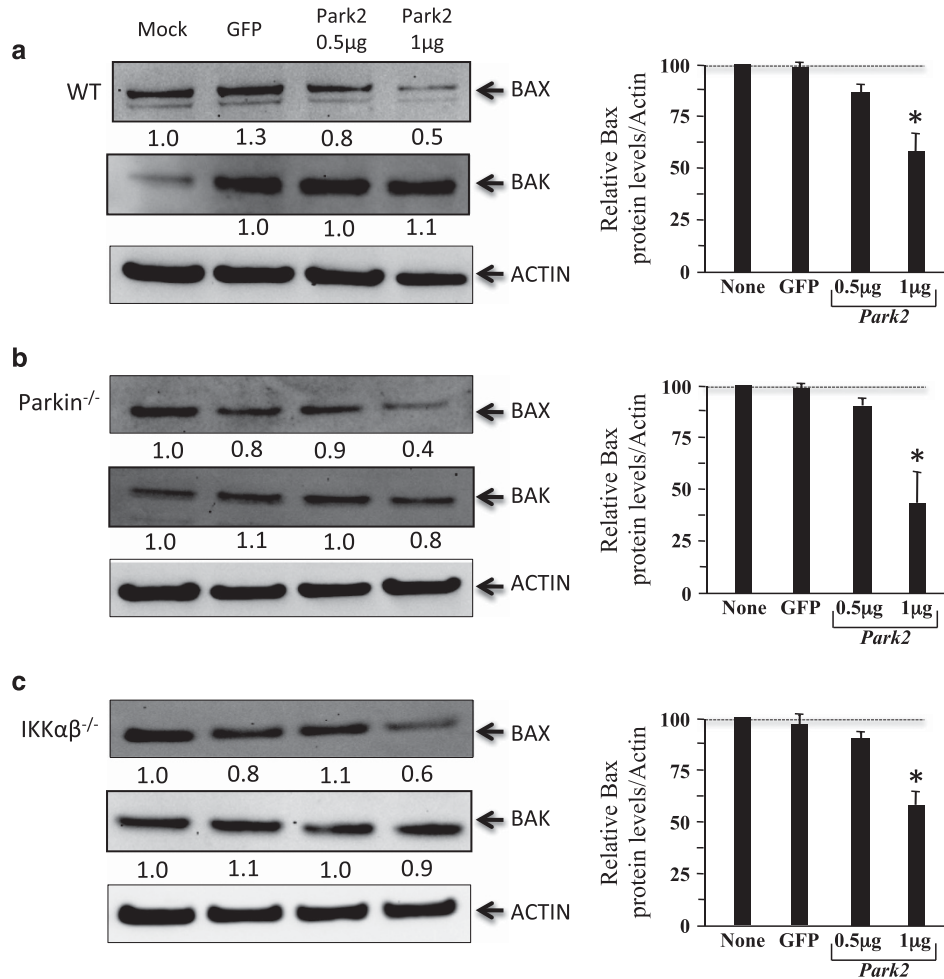 Mock GFP Park2 0.5µg Park2 1µg
a
WT
BAX
1.0 1.3 0.8 0.5
BAK
1.0 1.0 1.1
ACTIN
Relative Bax
protein levels/Actin
100
75
50
25
0
None GFP 0.5µg 1µg
Park2
*
b
Parkin-/-
BAX
1.0 0.8 0.9 0.4
BAK
1.0 1.1 1.0 0.8
ACTIN
Relative Bax
protein levels/Actin
100
75
50
25
0
None GFP 0.5µg 1µg
Park2
*
c
IKKαβ-/-
BAX
1.0 0.8 1.1 0.6
BAK
1.0 1.1 1.0 0.9
ACTIN
Relative Bax
protein levels/Actin
100
75
50
25
0
None GFP 0.5µg 1µg
Park2
*